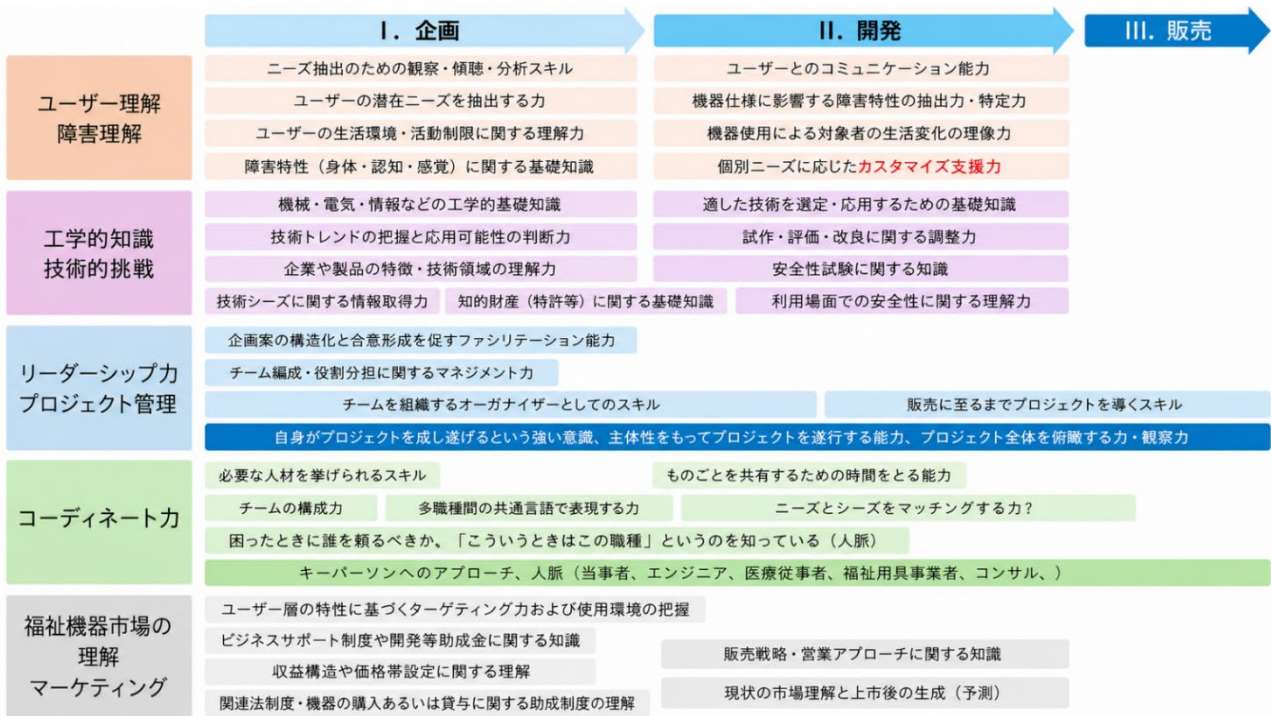 I. 企画
II. 開発
III. 販売
ユーザー理解
障害理解
ニーズ抽出のための観察・傾聴・分析スキル
ユーザーとのコミュニケーション能力
ユーザーの潜在ニーズを抽出する力
機器仕様に影響する障害特性の抽出力・特定力
ユーザーの生活環境・活動制限に関する理解力
機器使用による対象者の生活変化の理像力
障害特性（身体・認知・感覚）に関する基礎知識
個別ニーズに応じたカスタマイズ支援力
工学的知識
技術的挑戦
機械・電気・情報などの工学的基礎知識
適した技術を選定・応用するための基礎知識
技術トレンドの把握と応用可能性の判断力
試作・評価・改良に関する調整力
企業や製品の特徴・技術領域の理解力
安全性試験に関する知識
技術シーズに関する情報取得力
知的財産（特許等）に関する基礎知識
利用場面での安全性に関する理解力
リーダーシップ力
プロジェクト管理
企画案の構造化と合意形成を促すファシリテーション能力
チーム編成・役割分担に関するマネジメント力
チームを組織するオーガナイザーとしてのスキル
販売に至るまでプロジェクトを導くスキル
自身がプロジェクトを成し遂げるという強い意識、主体性をもってプロジェクトを遂行する能力、プロジェクト全体を俯瞰する力・観察力
コーディネート力
必要な人材を挙げられるスキル
ものごとを共有するための時間をとる能力
チームの構成力
多職種間の共通言語で表現する力
ニーズとシーズをマッチングする力？
困ったときに誰を頼るべきか、「こういうときはこの職種」というのを知っている（人脈）
キーパーソンへのアプローチ、人脈（当事者、エンジニア、医療従事者、福祉用具事業者、コンサル、）
福祉機器市場の
理解
マーケティング
ユーザー層の特性に基づくターゲティング力および使用環境の把握
ビジネスサポート制度や開発等助成金に関する知識
販売戦略・営業アプローチに関する知識
収益構造や価格帯設定に関する理解
現状の市場理解と上市後の生成（予測）
関連法制度・機器の購入あるいは貸与に関する助成制度の理解